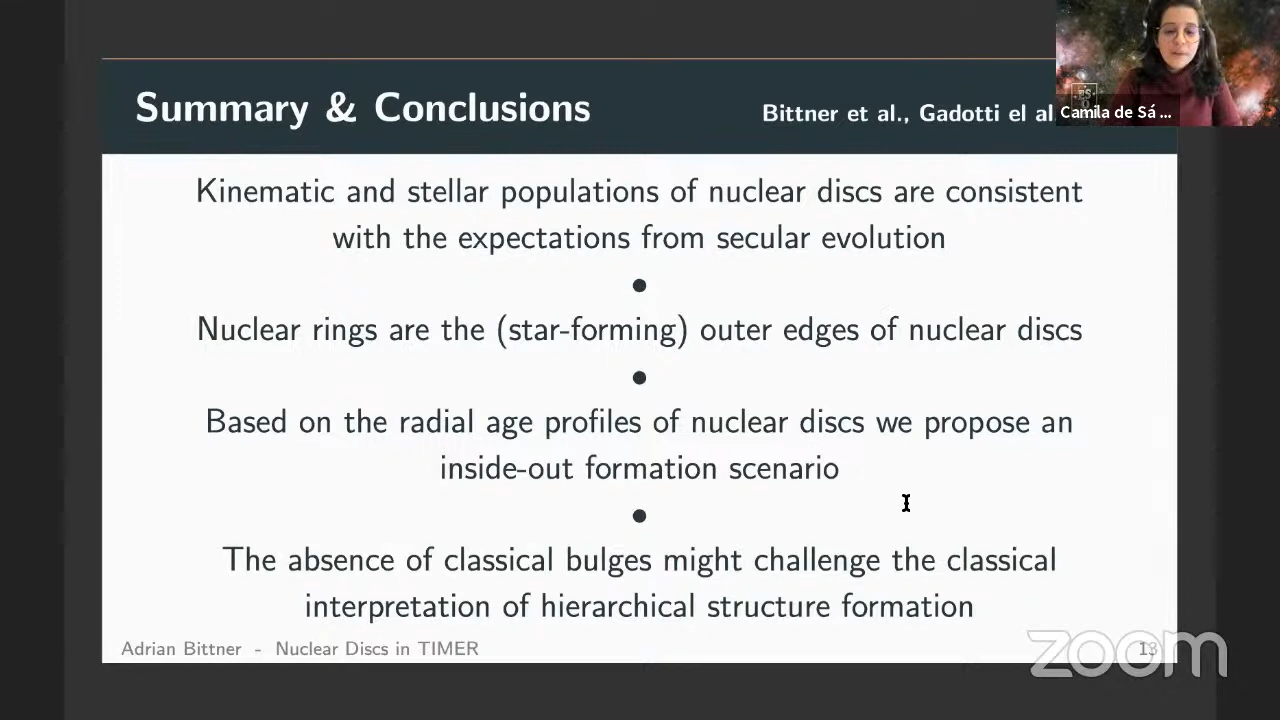 Summary & Conclusions
Bittner et al., Gadotti el al
Camila de Sá ...
Kinematic and stellar populations of nuclear discs are consistent
with the expectations from secular evolution
•
Nuclear rings are the (star-forming) outer edges of nuclear discs
•
Based on the radial age profiles of nuclear discs we propose an
inside-out formation scenario
•
The absence of classical bulges might challenge the classical
interpretation of hierarchical structure formation
Adrian Bittner - Nuclear Discs in TIMER
13
zoom